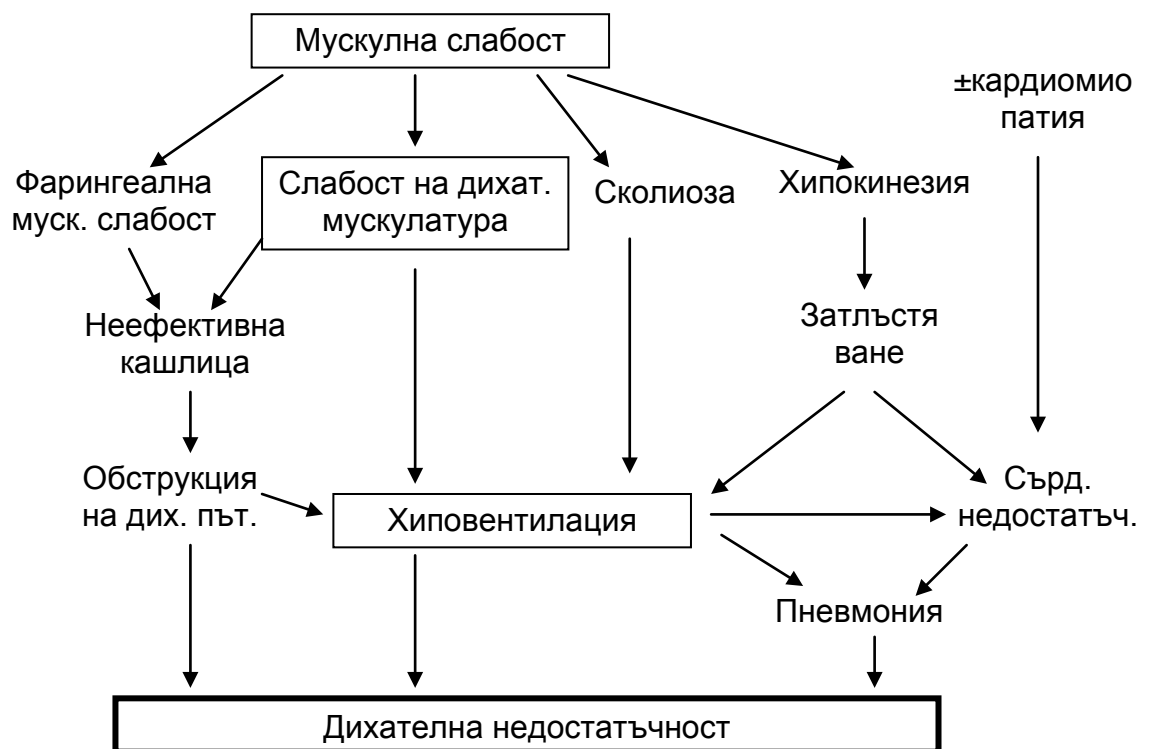 Мускулна слабост
±кардиомио
патия
Фарингеална
муск. слабост
Слабост на дихат.
мускулатура
Сколиоза
Хипокинезия
Неефективна
кашлица
Затлъстя
ване
Обструкция
на дих. път.
Хиповентилация
Сърд.
недостатъч.
Пневмония
Дихателна недостатъчност